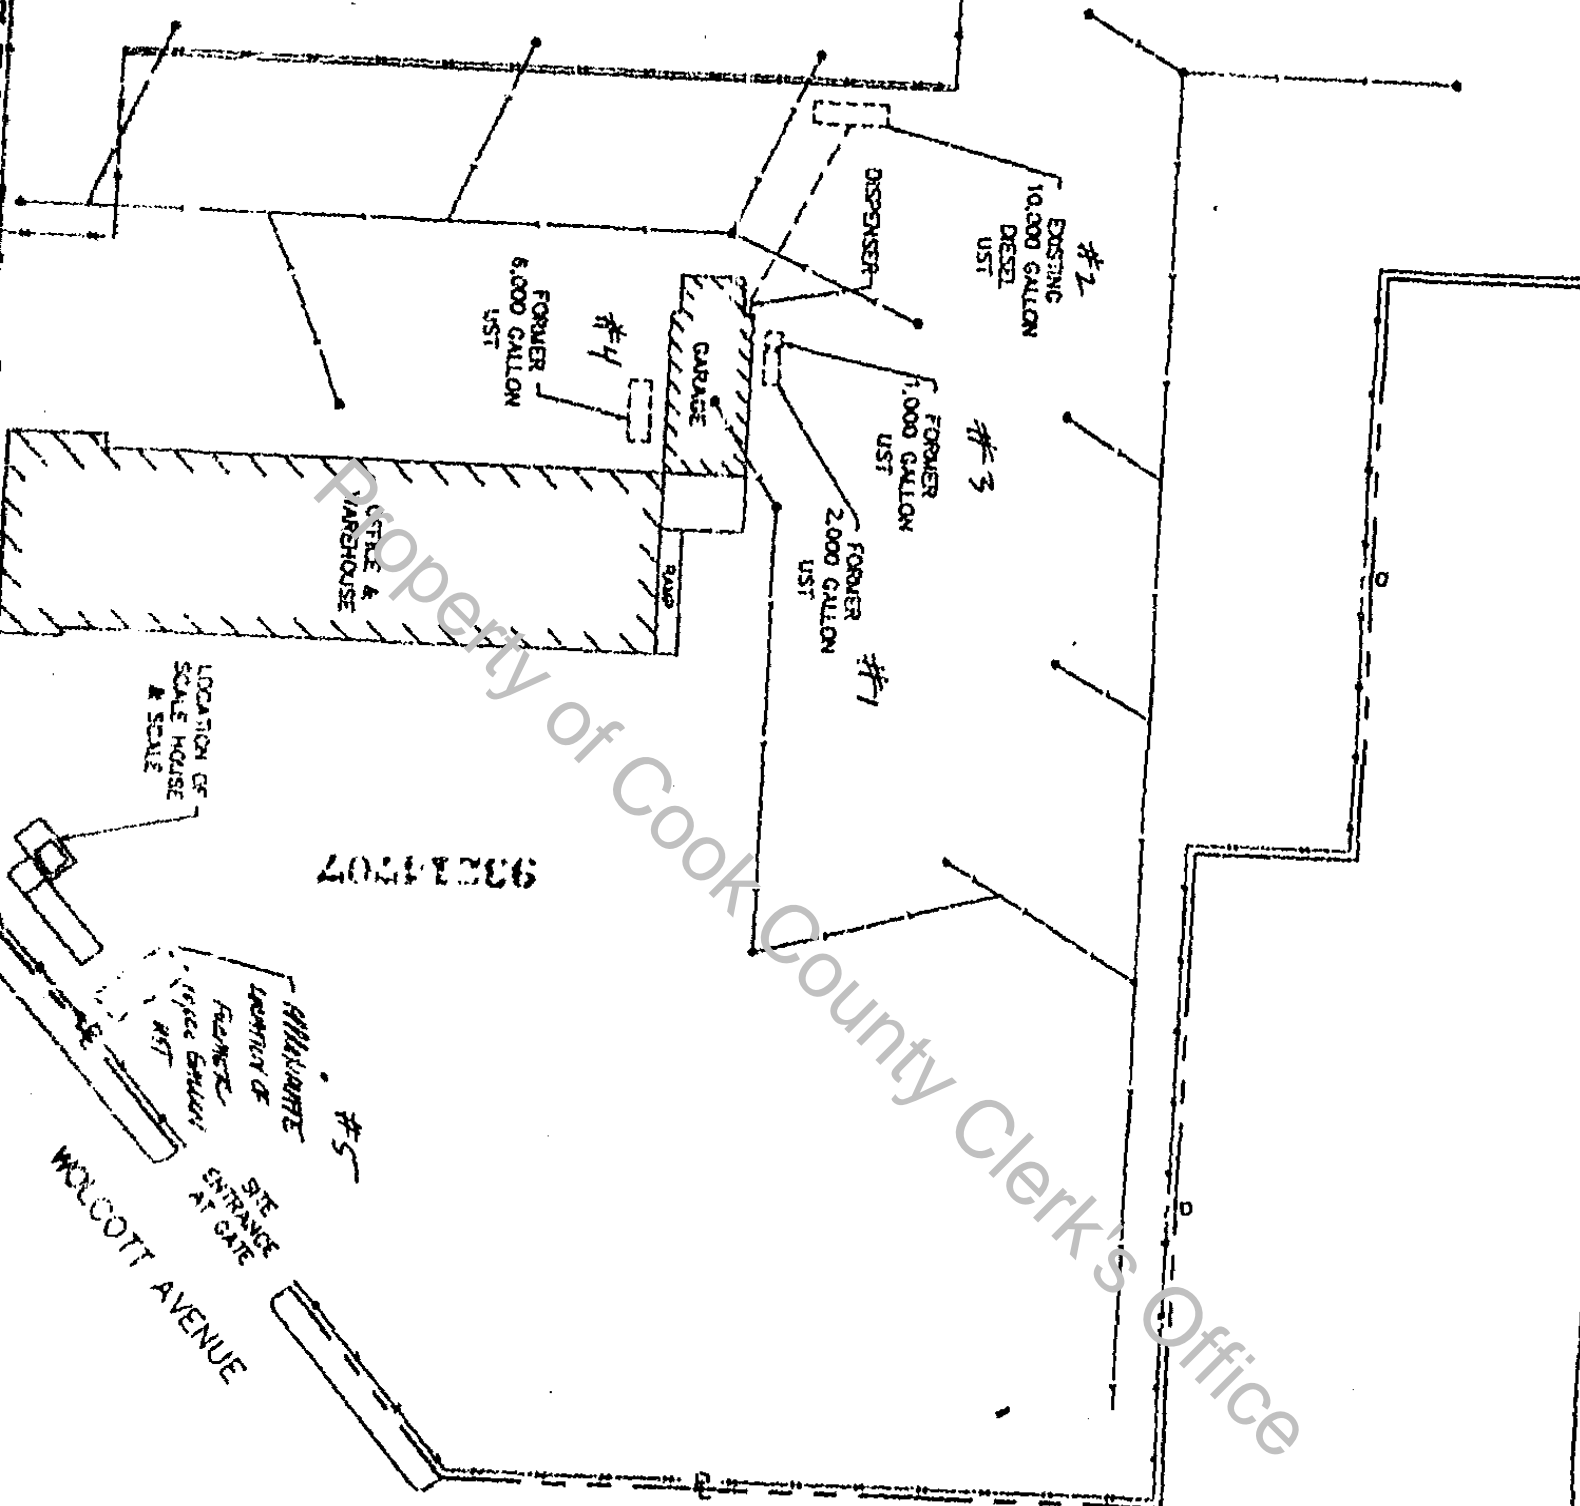 #2
EXISTING
10,000 GALLON
DIESEL
UST
DISPENSER
#4
FORMER
6,000 GALLON
UST
GARAGE
#3
FORMER
1,000 GALLON
UST
#1
FORMER
2,000 GALLON
UST
OFFICE &
WAREHOUSE
RAMP
LOCATION OF
SCALE HOUSE
& SCALE
#5
APPROXIMATE
LOCATION OF
FORMER
GALLON
UST
SITE
ENTRANCE
AT GATE
WOLCOTT AVENUE
Property of Cook County Clerk's Office